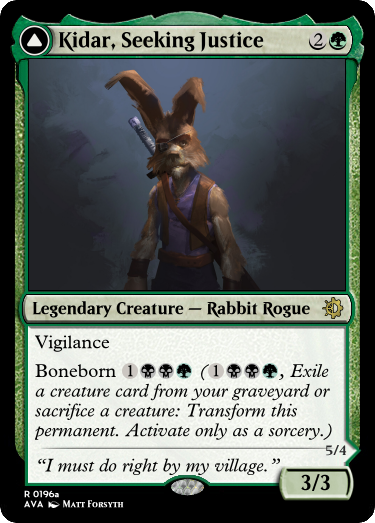 Kidar, Seeking Justice 2
Legendary Creature — Rabbit Rogue
Vigilance
Boneborn 1 (1, Exile
a creature card from your graveyard or
sacrifice a creature: Transform this
permanent. Activate only as a sorcery.)
5/4
“I must do right by my village.”
3/3
R 0196a
AVA Matt Forsyth